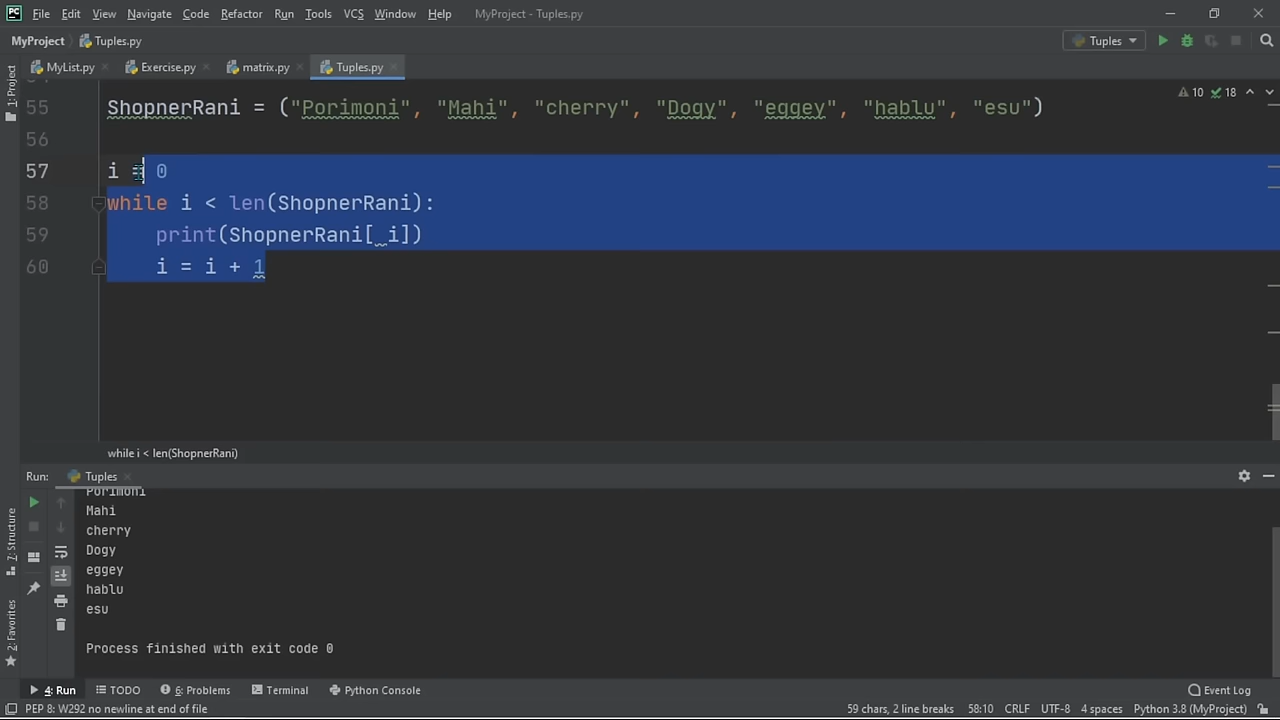 File Edit View Navigate Code Refactor Run Tools VCS Window Help MyProject - Tuples.py
MyProject Tuples.py Tuples
1: Project
MyList.py Exercise.py matrix.py Tuples.py
55 ShopnerRani = ("Porimoni", "Mahi", "cherry", "Dogy", "eggey", "hablu", "esu") 10 18
56
57 i = 0
58 while i < len(ShopnerRani):
59 print(ShopnerRani[ i])
60 i = i + 1
while i < len(ShopnerRani)
Run: Tuples
Porimoni
Mahi
cherry
Dogy
eggey
hablu
esu
Process finished with exit code 0
7: Structure
2: Favorites
4: Run TODO 6: Problems Terminal Python Console Event Log
PEP 8: W292 no newline at end of file 59 chars, 2 line breaks 58:10 CRLF UTF-8 4 spaces Python 3.8 (MyProject)